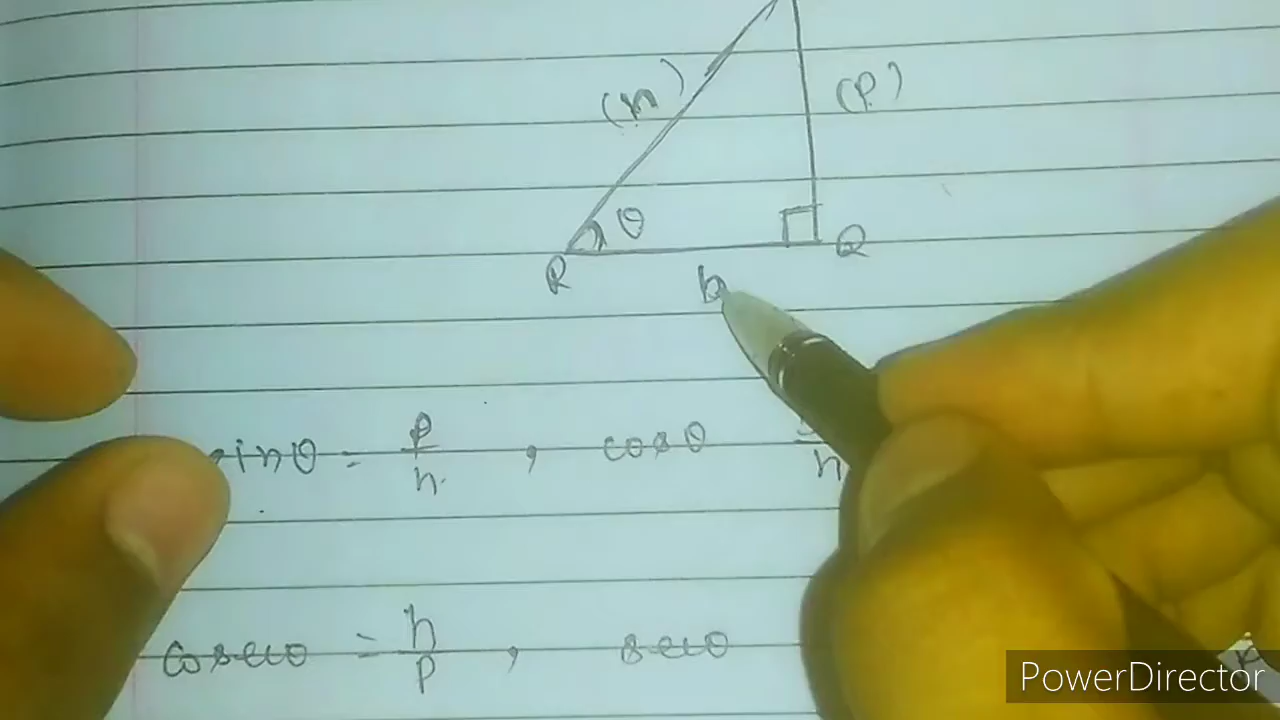 (h) (P)
θ
R Q
b
sinθ = P/h , cosθ
h
cosecθ = h/P , secθ
PowerDirector